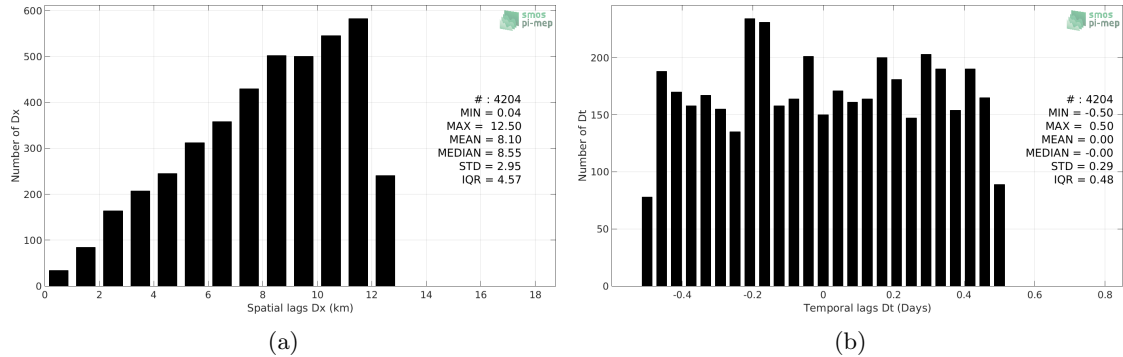 smos
pi-mep
600
500
400
300
200
100
0
Number of Dx
# : 4204
MIN = 0.04
MAX = 12.50
MEAN = 8.10
MEDIAN = 8.55
STD = 2.95
IQR = 4.57
0 2 4 6 8 10 12 14 16 18
Spatial lags Dx (km)
(a)
smos
pi-mep
200
150
100
50
0
Number of Dt
# : 4204
MIN = -0.50
MAX = 0.50
MEAN = 0.00
MEDIAN = -0.00
STD = 0.29
IQR = 0.48
-0.4 -0.2 0 0.2 0.4 0.6 0.8
Temporal lags Dt (Days)
(b)